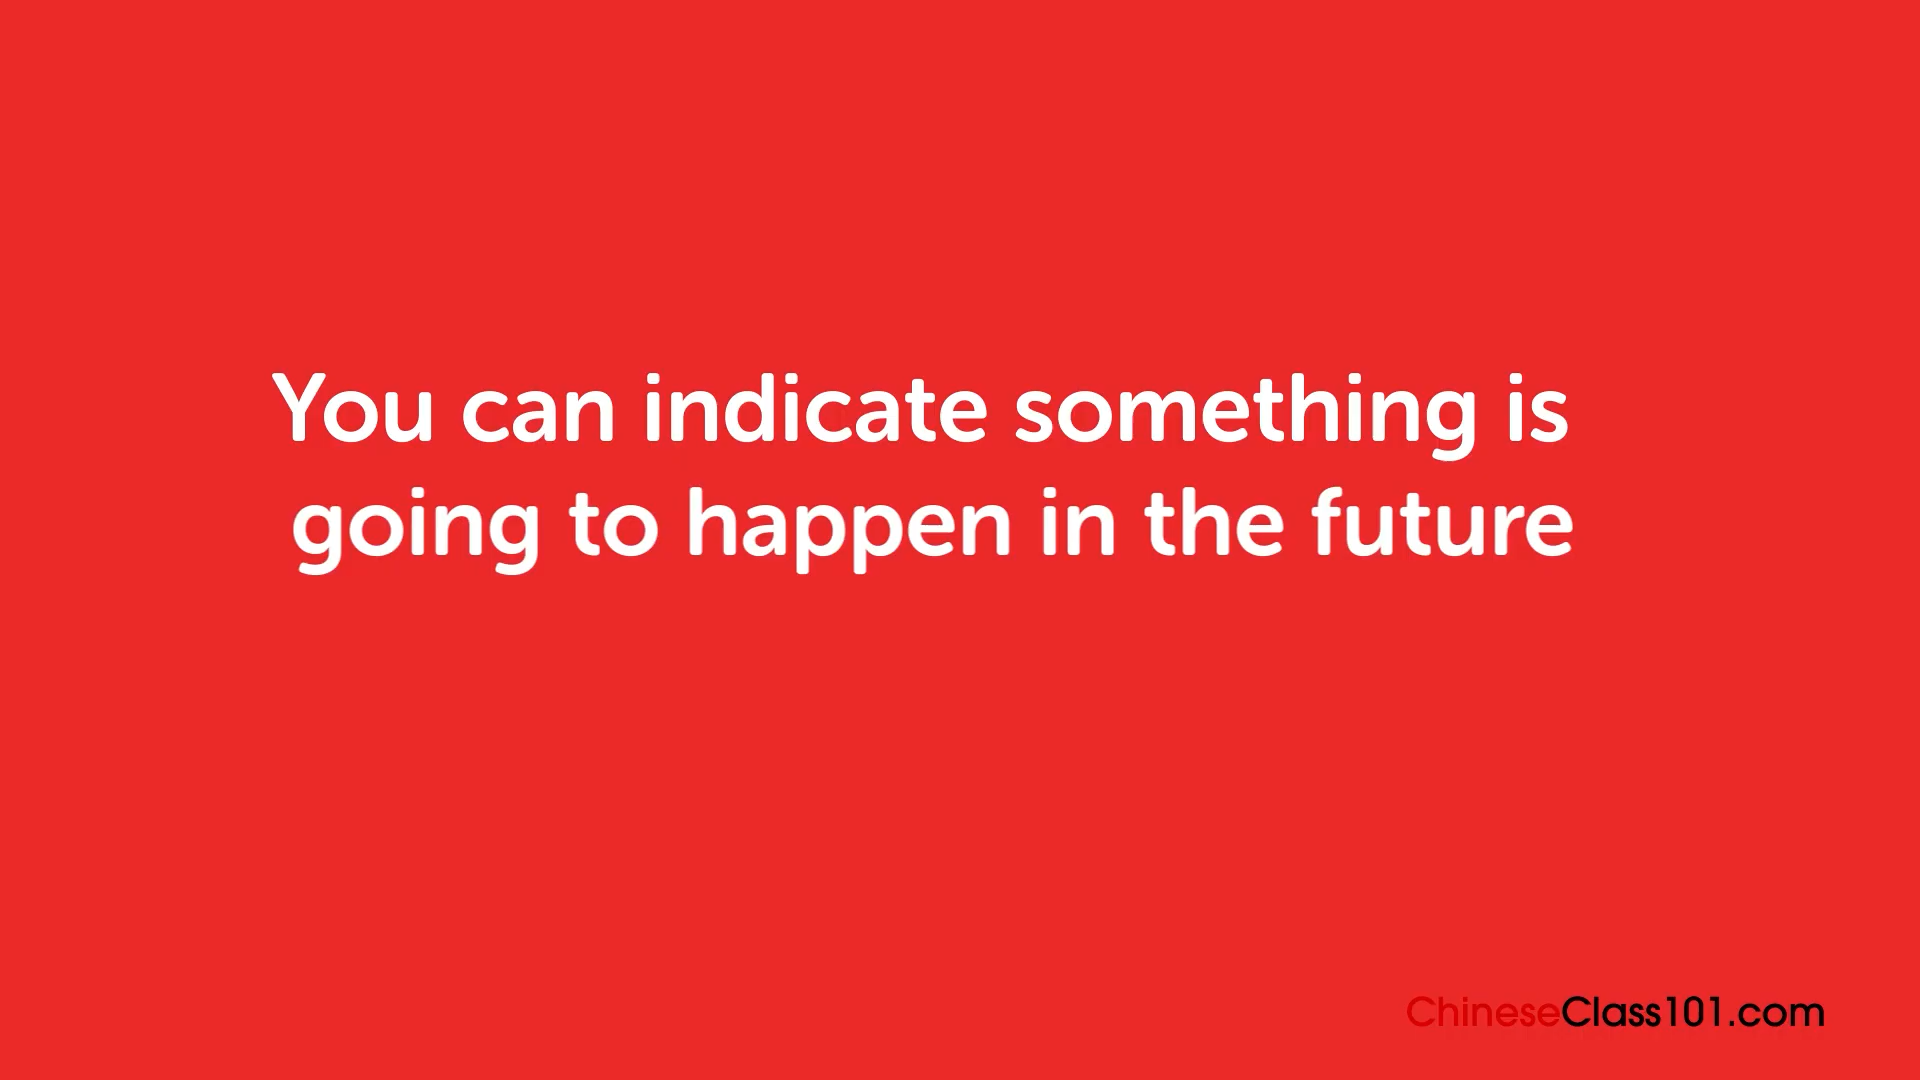 You can indicate something is
going to happen in the future
ChineseClass101.com